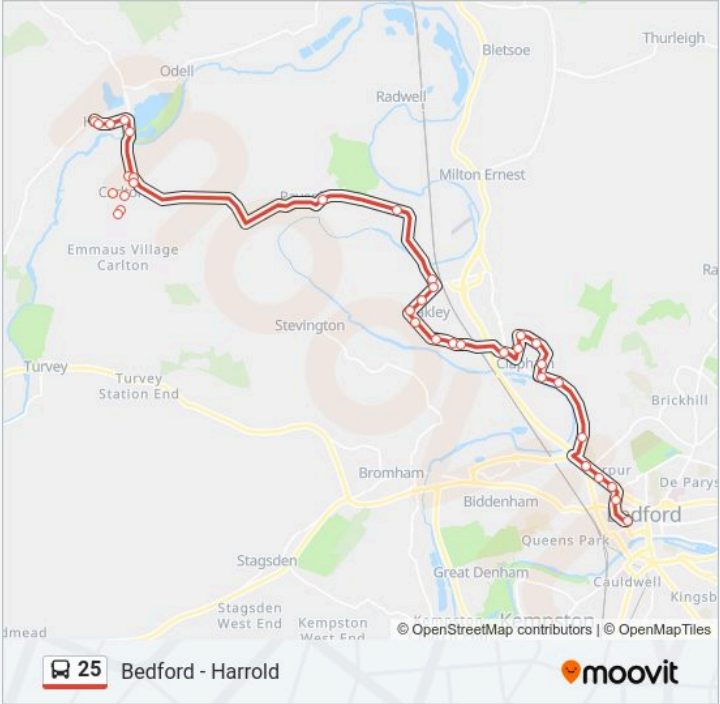 Thurleigh
Bletsoe
Odell
Radwell
Milton Ernest
Emmaus Village
Carlton
Stevington
Turvey
Turvey
Station End
Brickhill
Bromham
De Parys
Biddenham
Bedford
Queens Park
Stagsden
Great Denham
Cauldwell
Stagsden
West End
Kempston
West End
Kempston
© OpenStreetMap contributors | © OpenMapTiles
25
Bedford - Harrold
moovit